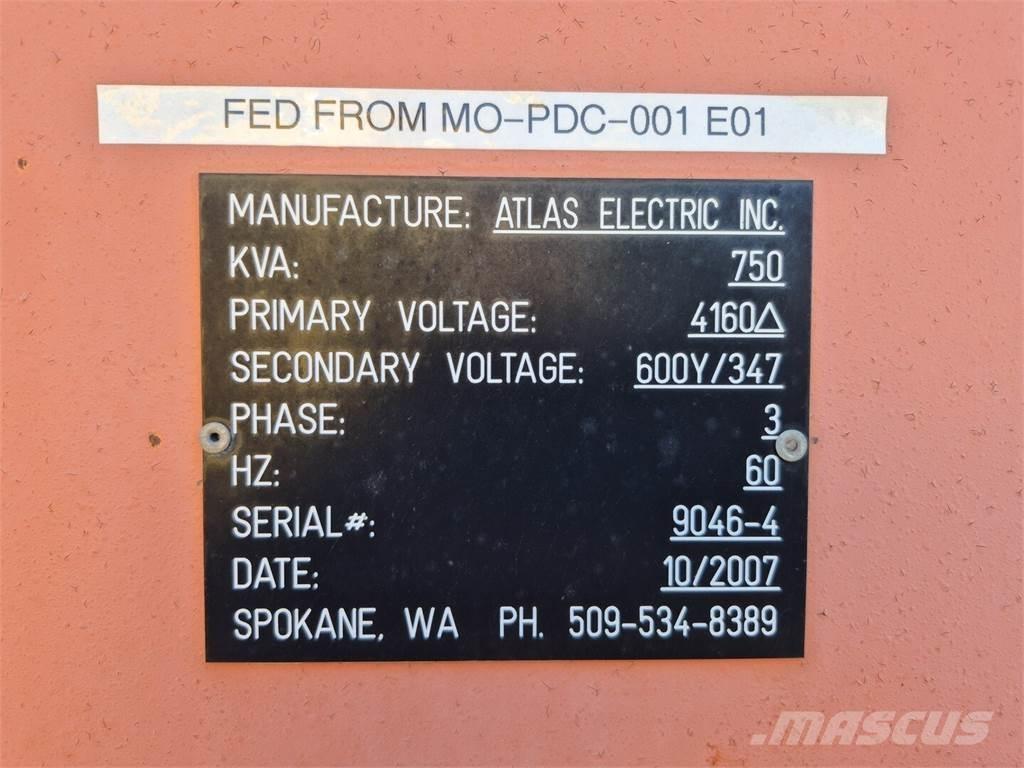 FED FROM MO-PDC-001 E01
MANUFACTURE: ATLAS ELECTRIC INC.
KVA: 750
PRIMARY VOLTAGE: 4160△
SECONDARY VOLTAGE: 600Y/347
PHASE: 3
HZ: 60
SERIAL#: 9046-4
DATE: 10/2007
SPOKANE, WA PH. 509-534-8389
MASCUS